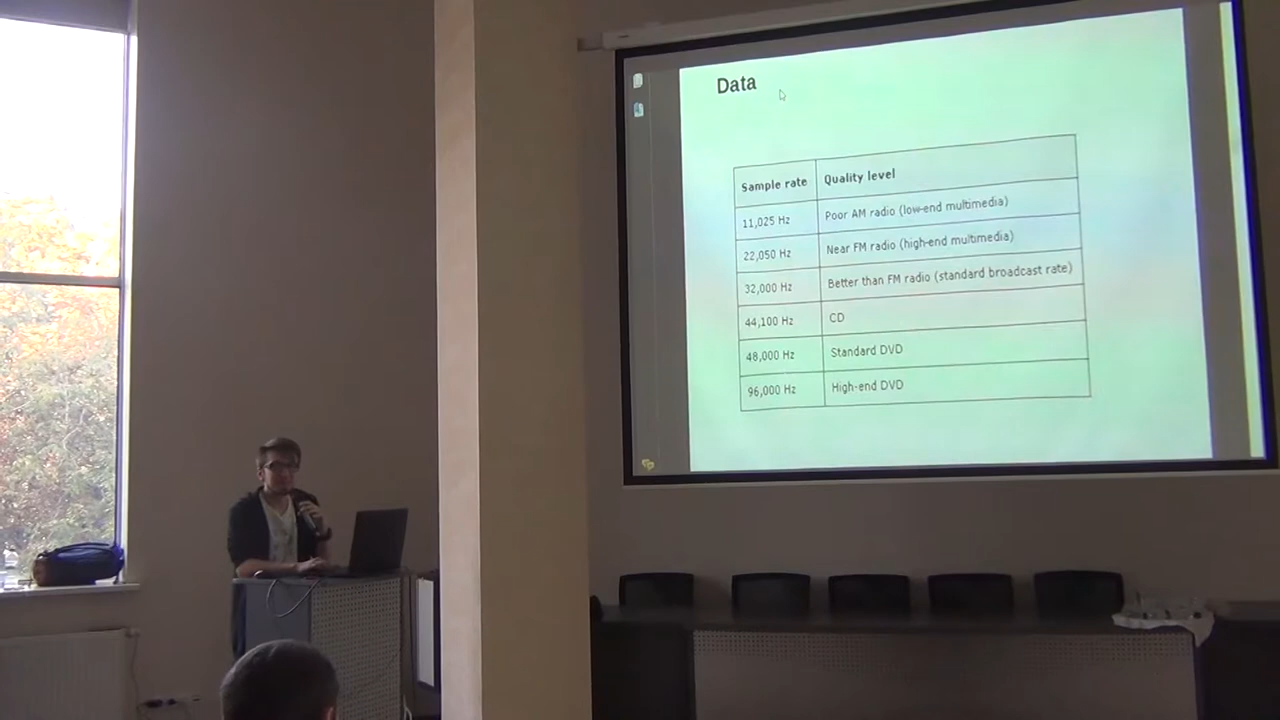 Data
Sample rate Quality level
11,025 Hz Poor AM radio (low-end multimedia)
22,050 Hz Near FM radio (high-end multimedia)
32,000 Hz Better than FM radio (standard broadcast rate)
44,100 Hz CD
48,000 Hz Standard DVD
96,000 Hz High-end DVD